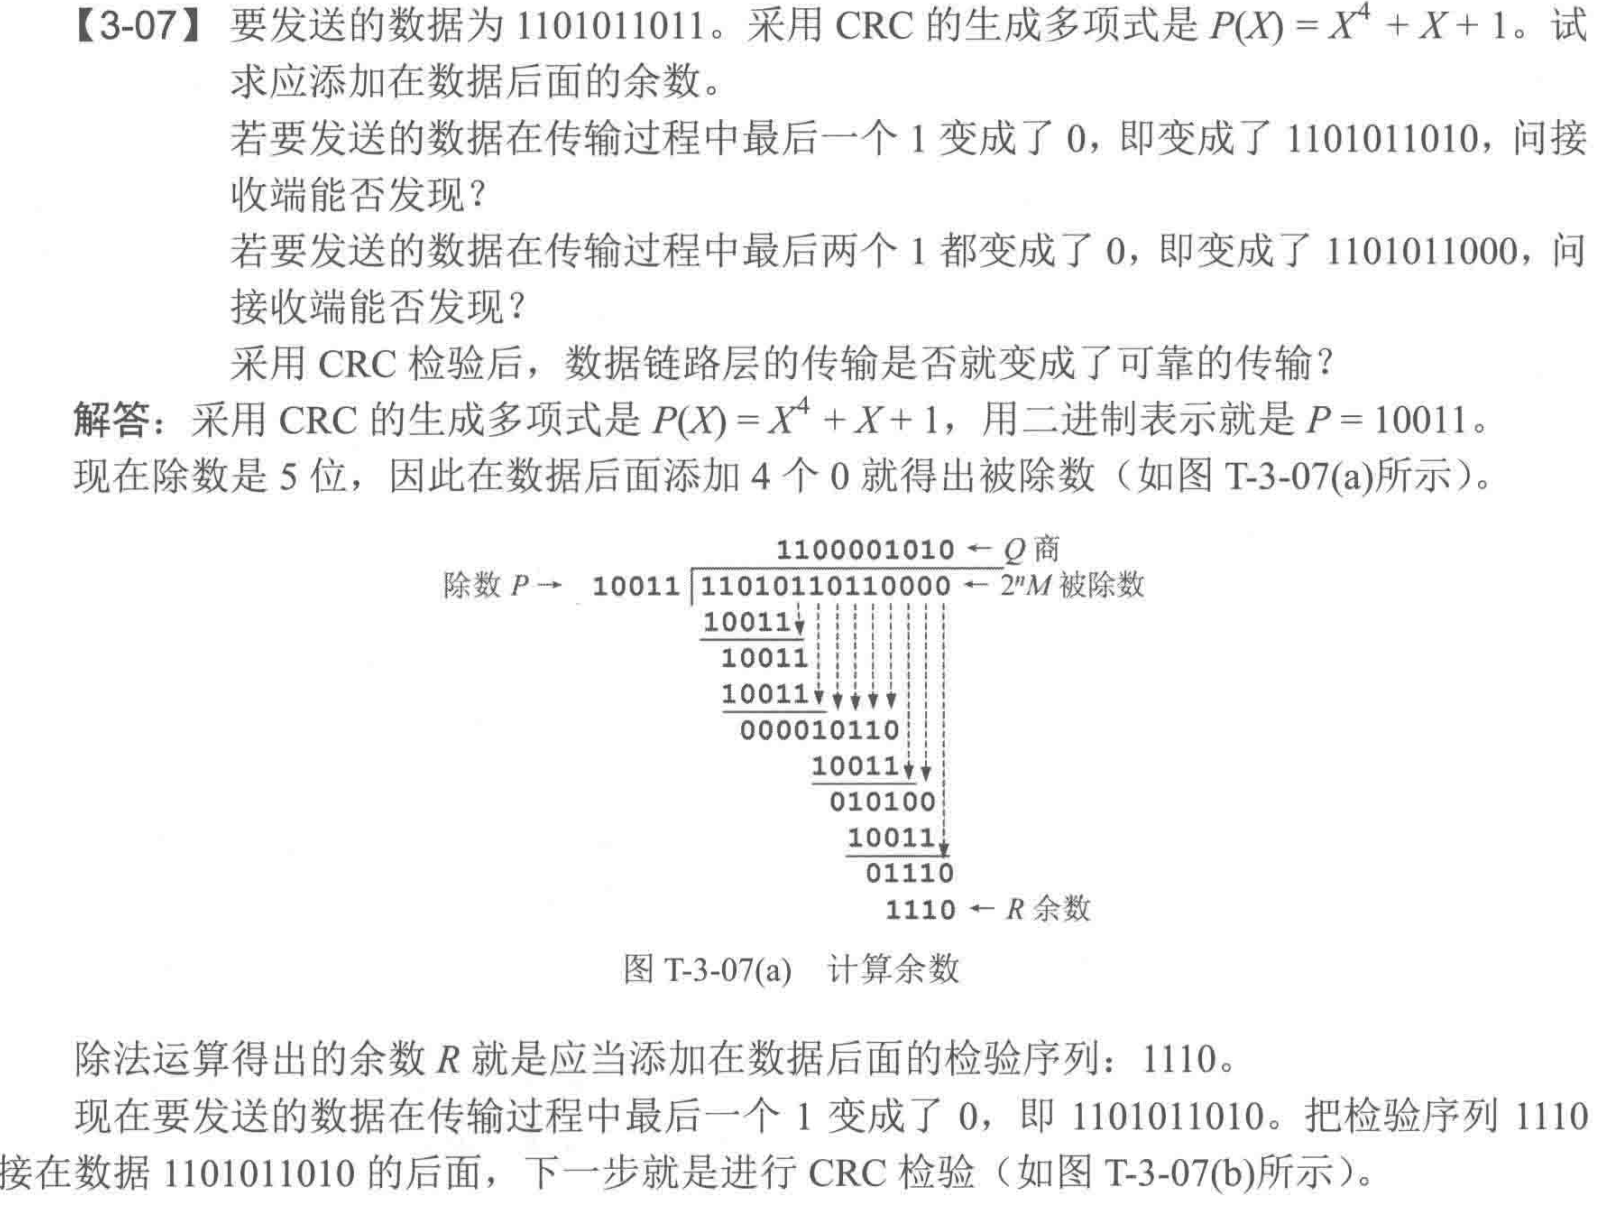 【3-07】 要发送的数据为 1101011011。采用 CRC 的生成多项式是 P(X) = X⁴ + X + 1。试
求应添加在数据后面的余数。
若要发送的数据在传输过程中最后一个 1 变成了 0，即变成了 1101011010，问接
收端能否发现？
若要发送的数据在传输过程中最后两个 1 都变成了 0，即变成了 1101011000，问
接收端能否发现？
采用 CRC 检验后，数据链路层的传输是否就变成了可靠的传输？
解答：采用 CRC 的生成多项式是 P(X) = X⁴ + X + 1，用二进制表示就是 P = 10011。
现在除数是 5 位，因此在数据后面添加 4 个 0 就得出被除数（如图 T-3-07(a)所示）。
1100001010 ← Q 商
除数 P → 10011 11010110110000 ← 2ⁿM 被除数
10011
10011
10011
000010110
10011
010100
10011
01110
1110 ← R 余数
图 T-3-07(a) 计算余数
除法运算得出的余数 R 就是应当添加在数据后面的检验序列：1110。
现在要发送的数据在传输过程中最后一个 1 变成了 0，即 1101011010。把检验序列 1110
接在数据 1101011010 的后面，下一步就是进行 CRC 检验（如图 T-3-07(b)所示）。